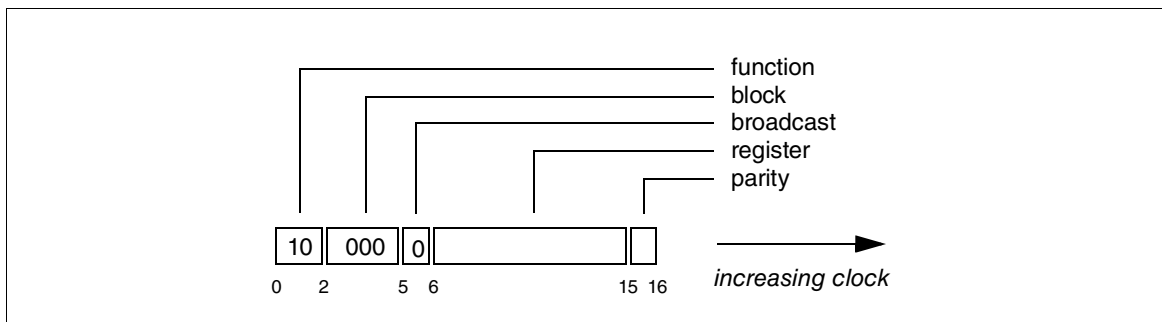 function
block
broadcast
register
parity
10 000 0
0 2 5 6 15 16
increasing clock